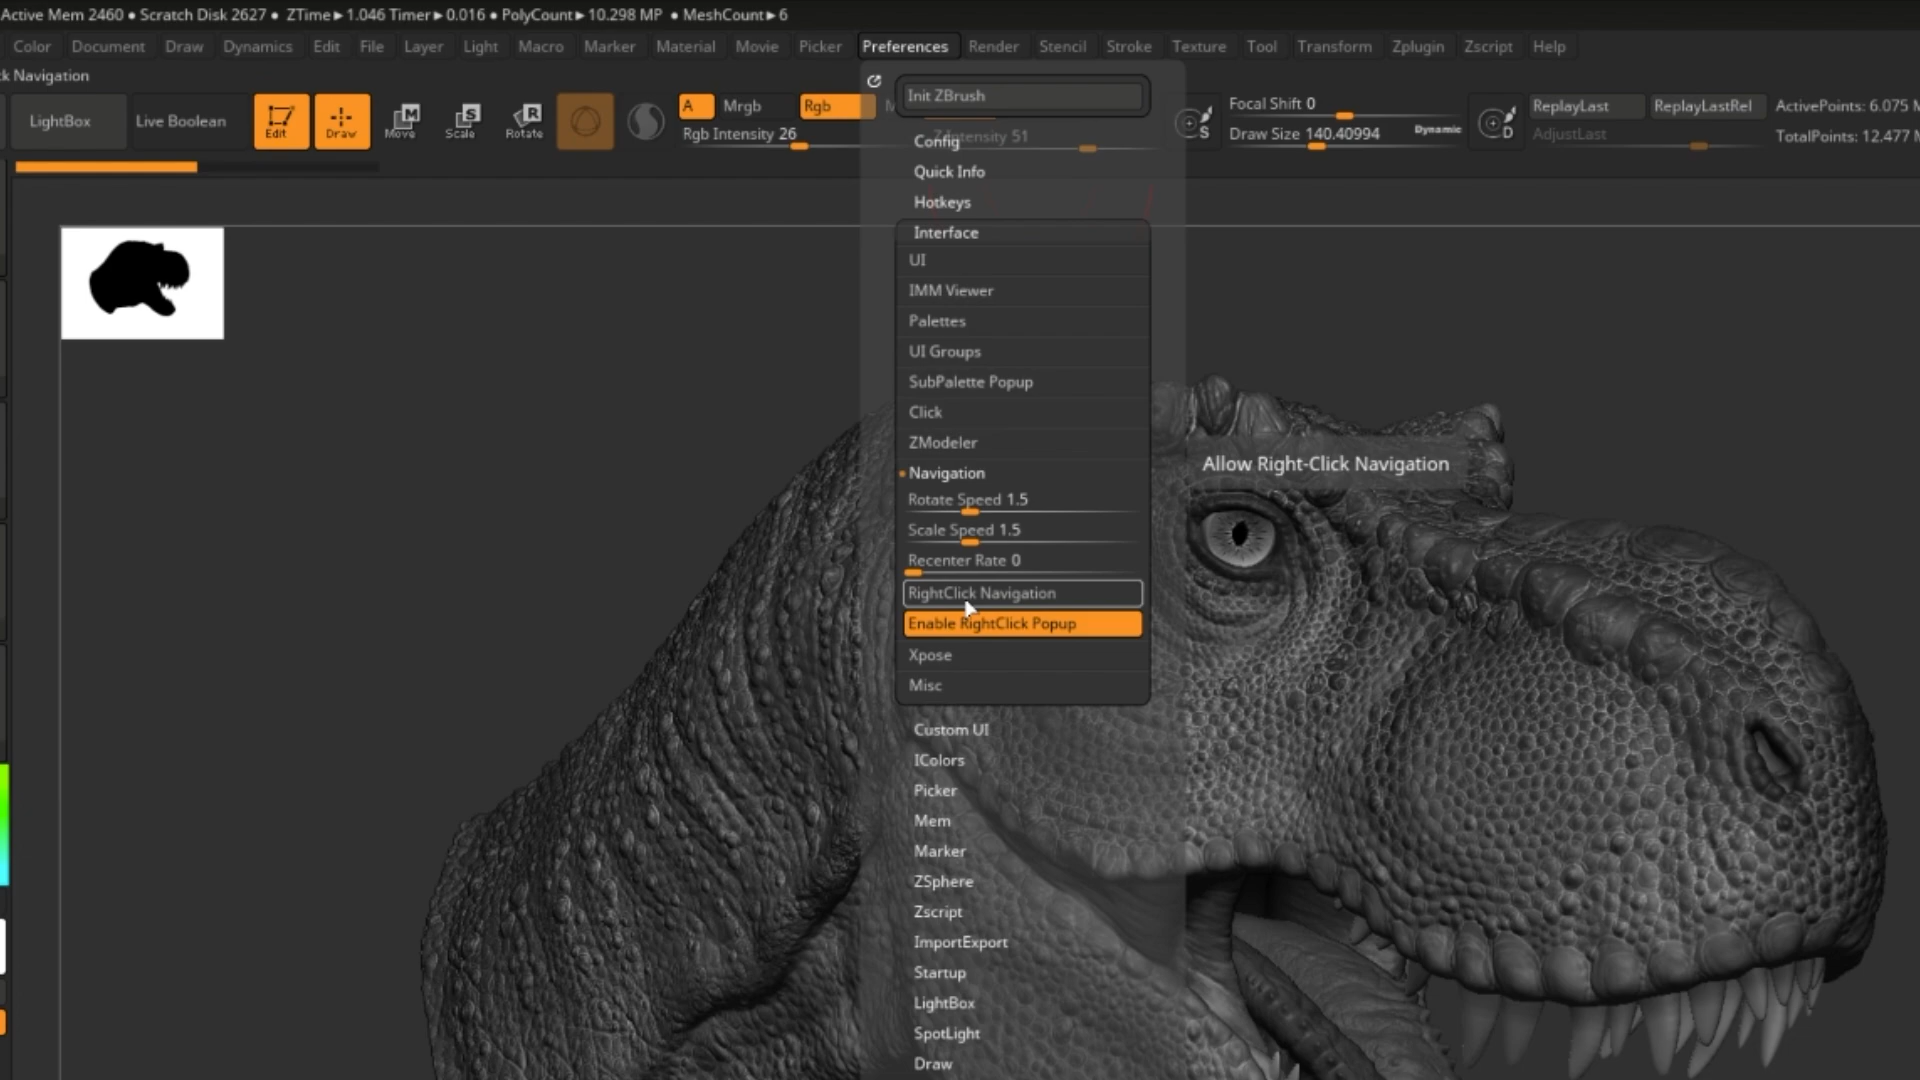 Active Mem 2460 ● Scratch Disk 2627 ● ZTime►1.046 Timer►0.016 ● PolyCount►10.298 MP ● MeshCount►6
Color Document Draw Dynamics Edit File Layer Light Macro Marker Material Movie Picker Preferences Render Stencil Stroke Texture Tool Transform Zplugin Zscript Help
ck Navigation
LightBox Live Boolean Edit Draw Move Scale Rotate A Mrgb Rgb M
Rgb Intensity 26
Z Intensity 51
S
Focal Shift 0
Draw Size 140.40994 Dynamic
D
ReplayLast ReplayLastRel
AdjustLast
ActivePoints: 6.075 M
TotalPoints: 12.477 M
Init ZBrush
Config
Quick Info
Hotkeys
Interface
UI
IMM Viewer
Palettes
UI Groups
SubPalette Popup
Click
ZModeler
Navigation
Rotate Speed 1.5
Scale Speed 1.5
Recenter Rate 0
RightClick Navigation
Enable RightClick Popup
Xpose
Misc
Allow Right-Click Navigation
Custom UI
IColors
Picker
Mem
Marker
ZSphere
Zscript
ImportExport
Startup
LightBox
SpotLight
Draw